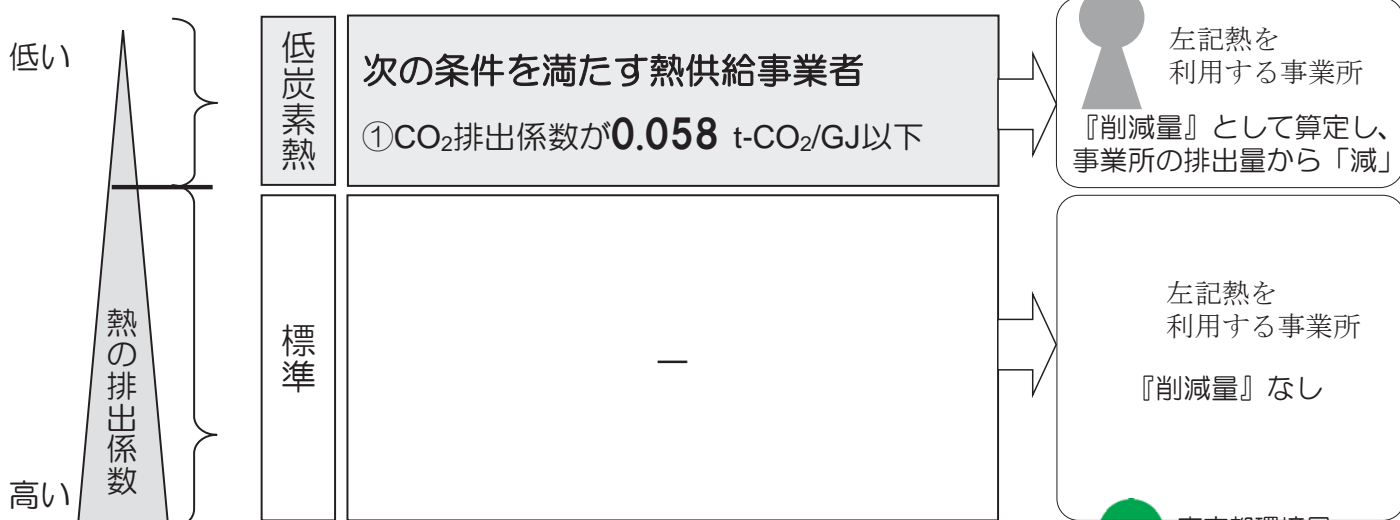 低い
高い
熱の排出係数
低炭素熱
次の条件を満たす熱供給事業者
①CO₂排出係数が0.058 t-CO₂/GJ以下
左記熱を
利用する事業所
『削減量』として算定し、
事業所の排出量から「減」
標準
―
左記熱を
利用する事業所
『削減量』なし